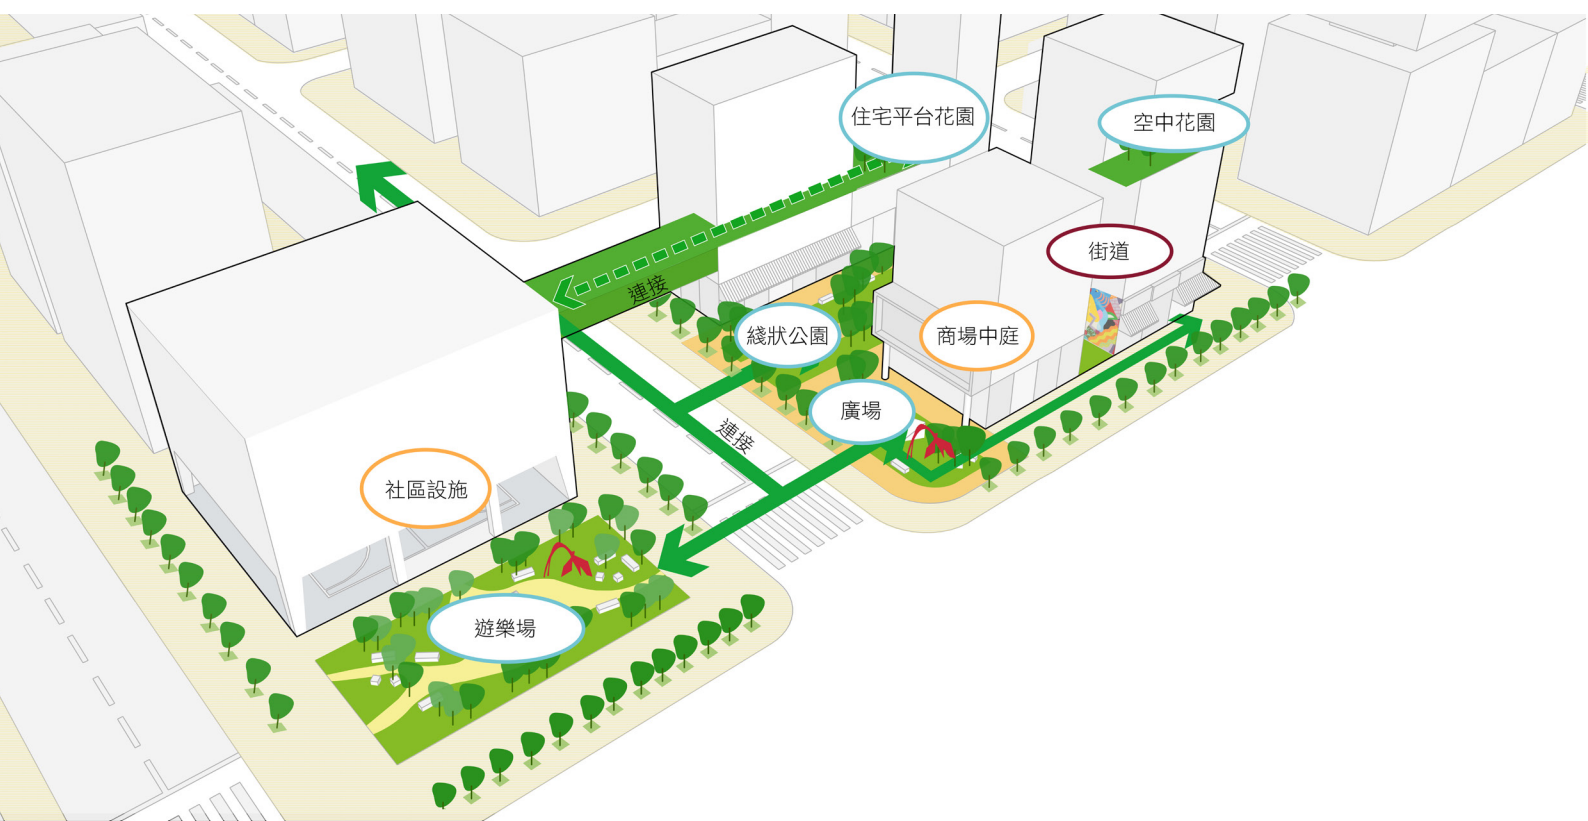 住宅平台花園
空中花園
街道
連接
綫狀公園
商場中庭
廣場
連接
社區設施
遊樂場